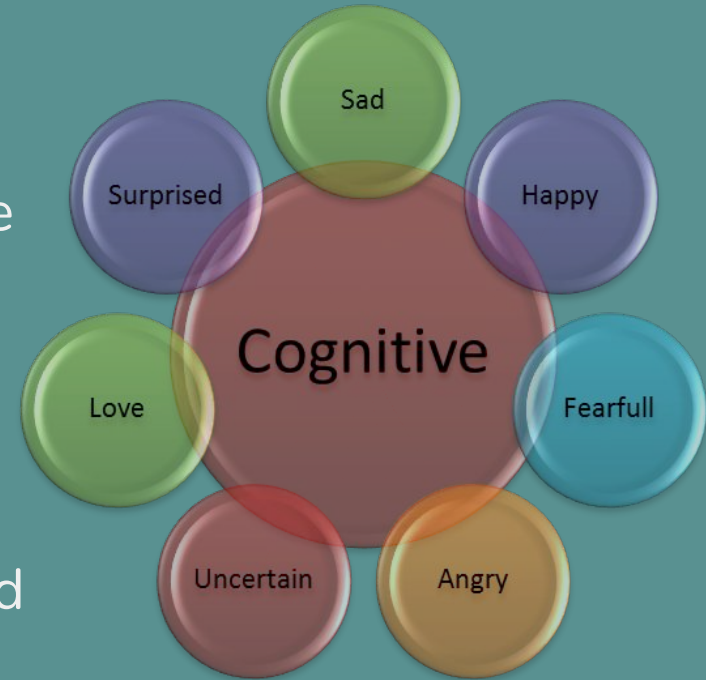 Sad
Surprised
Happy
e
Cognitive
Love
Fearfull
Uncertain
Angry
d